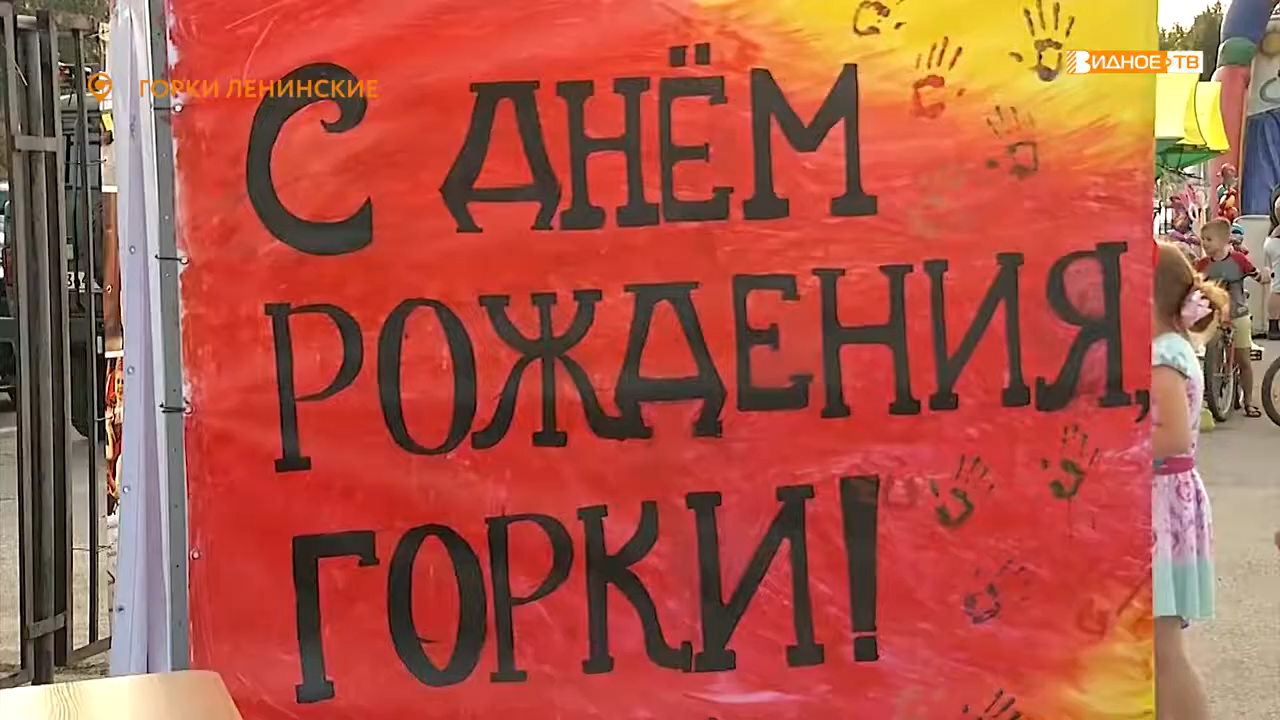 ГОРКИ ЛЕНИНСКИЕ
ВИДНОЕ ТВ
С ДНЁМ
РОЖДЕНИЯ,
ГОРКИ!